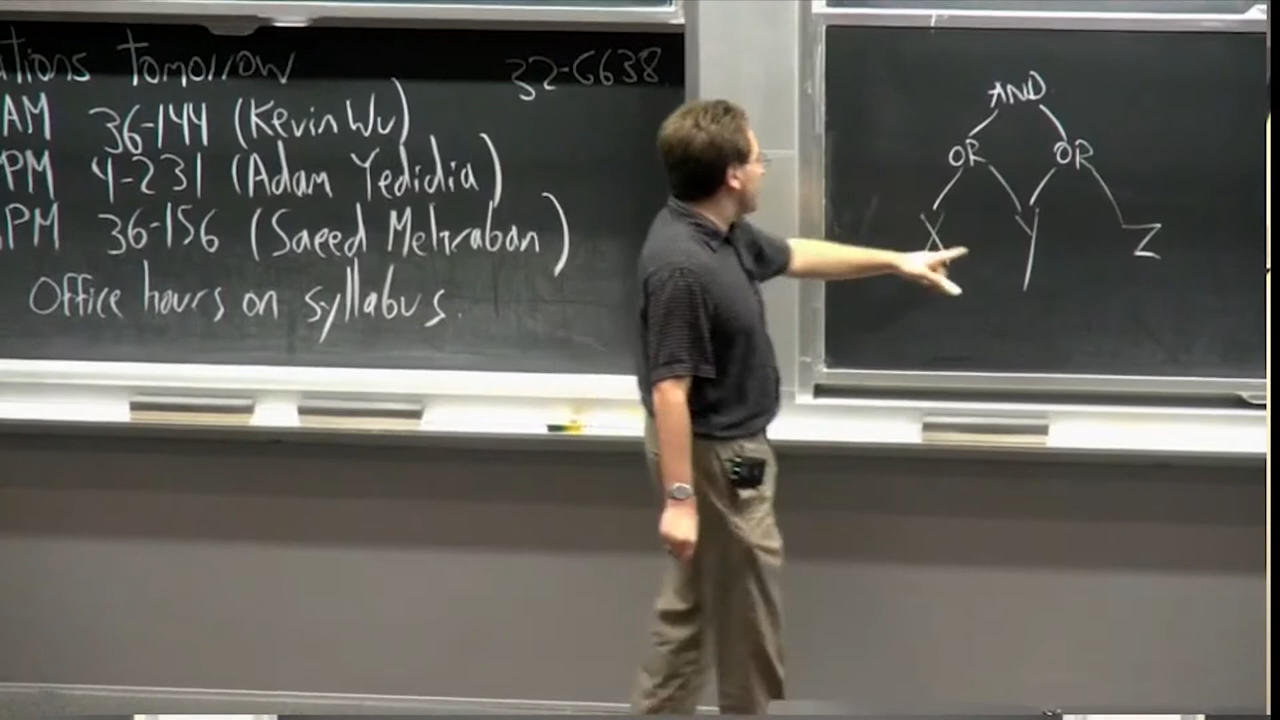 ations Tomorrow 32-G638
AM 36-144 (Kevin Wu)
PM 4-231 (Adam Yedidia)
PM 36-156 (Saeed Mehraban)
Office hours on syllabus.
AND
OR OR
X Y Z